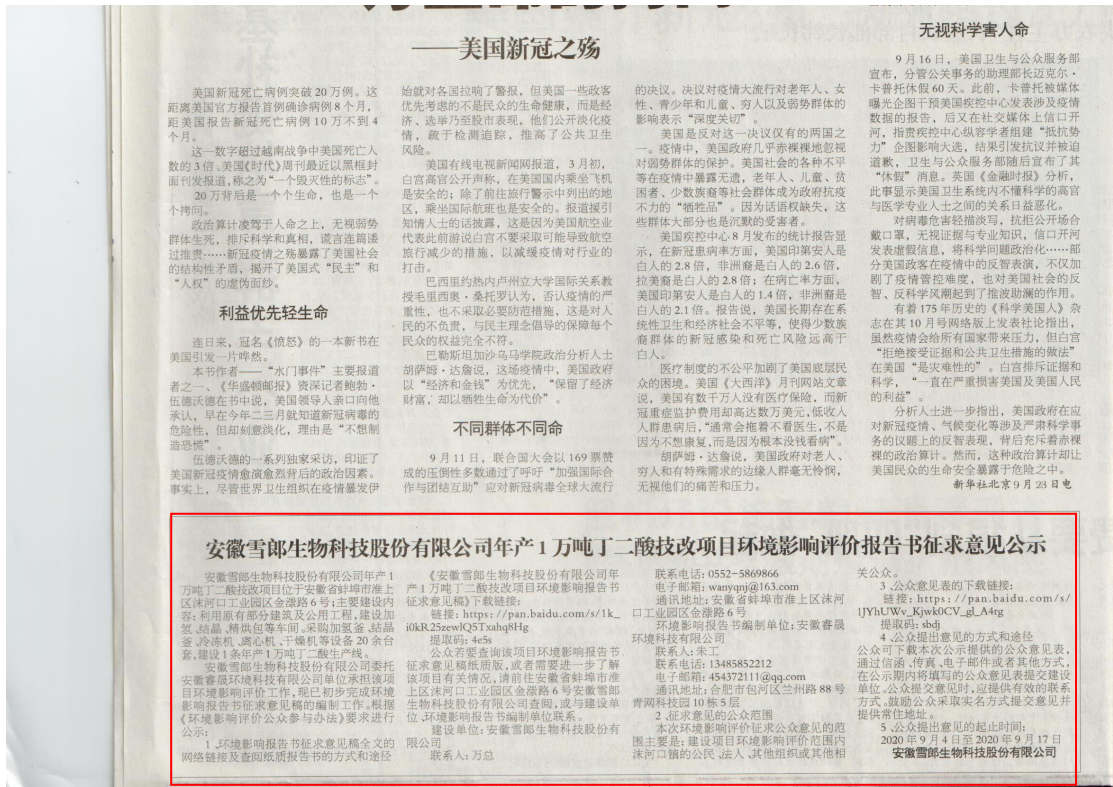 ——美国新冠之殇
美国新冠死亡病例突破 20 万例。这
距离美国官方报告首例确诊病例 8 个月,
距美国报告新冠死亡病例 10 万不到 4
个月。
这一数字超过越南战争中美国死亡人
数的 3 倍。美国《时代》周刊最近以黑框封
面刊发报道,称之为“一个毁灭性的标志”。
20 万背后是一个个生命,也是一个
个拷问。
政治算计凌驾于人命之上,无视弱势
群体生死,排斥科学和真相,谎言连篇诿
过推责……新冠疫情之殇暴露了美国社会
的结构性矛盾,揭开了美国式“民主”和
“人权”的虚伪面纱。
利益优先轻生命
连日来,冠名《愤怒》的一本新书在
美国引发一片哗然。
本书作者——“水门事件”主要报道
者之一、《华盛顿邮报》资深记者鲍勃·
伍德沃德在书中说,美国领导人亲口向他
承认,早在今年二三月就知道新冠病毒的
危险性,但却刻意淡化,理由是“不想制
造恐慌”。
伍德沃德的一系列独家采访,印证了
美国新冠疫情愈演愈烈背后的政治因素。
事实上,尽管世界卫生组织在疫情暴发伊
始就对各国拉响了警报,但美国一些政客
优先考虑的不是民众的生命健康,而是经
济、选举乃至股市表现,他们公开淡化疫
情,疏于检测追踪,推高了公共卫生
风险。
美国有线电视新闻网报道,3 月初,
白宫高官公开声称,在美国国内乘坐飞机
是安全的;除了前往旅行警示中列出的地
区,乘坐国际航班也是安全的。报道援引
知情人士的话披露,这是因为美国航空业
代表此前游说白宫不要采取可能导致航空
旅行减少的措施,以减缓疫情对行业的
打击。
巴西里约热内卢州立大学国际关系教
授毛里西奥·桑托罗认为,否认疫情的严
重性,也不采取必要防范措施,这是对人
民的不负责,与民主理念倡导的保障每个
民众的权益完全不符。
巴勒斯坦加沙乌马学院政治分析人士
胡萨姆·达詹说,这场疫情中,美国政府
以“经济和金钱”为优先,“保留了经济
财富,却以牺牲生命为代价”。
不同群体不同命
9 月 11 日,联合国大会以 169 票赞
成的压倒性多数通过了呼吁“加强国际合
作与团结互助”应对新冠病毒全球大流行
的决议。决议对疫情大流行对老年人、女
性、青少年和儿童、穷人以及弱势群体的
影响表示“深度关切”。
美国是反对这一决议仅有的两国之
一。疫情中,美国政府几乎赤裸裸地忽视
对弱势群体的保护。美国社会的各种不平
等在疫情中暴露无遗,老年人、儿童、贫
困者、少数族裔等社会群体成为政府抗疫
不力的“牺牲品”。因为话语权缺失,这
些群体大部分也是沉默的受害者。
美国疾控中心 8 月发布的统计报告显
示,在新冠患病率方面,美国印第安人是
白人的 2.8 倍,非洲裔是白人的 2.6 倍,
拉美裔是白人的 2.8 倍;在病亡率方面,
美国印第安人是白人的 1.4 倍,非洲裔是
白人的 2.1 倍。报告说,美国长期存在系
统性卫生和经济社会不平等,使得少数族
裔群体的新冠感染和死亡风险远高于
白人。
医疗制度的不公平加剧了美国底层民
众的困境。美国《大西洋》月刊网站文章
说,美国有数千万人没有医疗保险,而新
冠重症监护费用却高达数万美元,低收入
人群患病后,“通常会拖着不看医生,不是
因为不想康复,而是因为根本没钱看病”。
胡萨姆·达詹说,美国政府对老人、
穷人和有特殊需求的边缘人群毫无怜悯,
无视他们的痛苦和压力。
无视科学害人命
9 月 16 日,美国卫生与公众服务部
宣布,分管公关事务的助理部长迈克尔·
卡普托休假 60 天。此前,卡普托被媒体
曝光企图干预美国疾控中心发表涉及疫情
数据的报告,后又在社交媒体上信口开
河,指责疾控中心纵容学者组建“抵抗势
力”企图影响大选,结果引发抗议并被迫
道歉,卫生与公众服务部随后宣布了其
“休假”消息。英国《金融时报》分析,
此事显示美国卫生系统内不懂科学的高官
与医学专业人士之间的关系日益恶化。
对病毒危害轻描淡写,抗拒公开场合
戴口罩,无视证据与专业知识,信口开河
发表虚假信息,将科学问题政治化……部
分美国政客在疫情中的反智表演,不仅加
剧了疫情管控难度,也对美国社会的反
智、反科学风潮起到了推波助澜的作用。
有着 175 年历史的《科学美国人》杂
志在其 10 月号网络版上发表社论指出,
虽然疫情会给所有国家带来压力,但白宫
“拒绝接受证据和公共卫生措施的做法”
在美国“是灾难性的”。白宫排斥证据和
科学,“一直在严重损害美国及美国人民
的利益”。
分析人士进一步指出,美国政府在应
对新冠疫情、气候变化等涉及严肃科学事
务的议题上的反智表现,背后充斥着赤裸
裸的政治算计。然而,这种政治算计却让
美国民众的生命安全暴露于危险之中。
新华社北京 9 月 23 日电
安徽雪郎生物科技股份有限公司年产 1 万吨丁二酸技改项目环境影响评价报告书征求意见公示
安徽雪郎生物科技股份有限公司年产 1
万吨丁二酸技改项目位于安徽省蚌埠市淮上
区沫河口工业园区金漴路 6 号;主要建设内
容:利用原有部分建筑及公用工程,建设加
氢、结晶、精烘包等车间。采购加氢釜、结晶
釜、冷冻机、离心机、干燥机等设备 20 余台
套,建设 1 条年产 1 万吨丁二酸生产线。
安徽雪郎生物科技股份有限公司委托
安徽睿晟环境科技有限公司单位承担该项
目环境影响评价工作,现已初步完成环境
影响报告书征求意见稿的编制工作。根据
《环境影响评价公众参与办法》要求进行
公示:
1、环境影响报告书征求意见稿全文的
网络链接及查阅纸质报告书的方式和途径
《安徽雪郎生物科技股份有限公司年
产 1 万吨丁二酸技改项目环境影响报告书
征求意见稿》下载链接:
链接:https://pan.baidu.com/s/1k_
i0kR25zewlQ5Txahq8Hg
提取码:4e5s
公众若要查询该项目环境影响报告书
征求意见稿纸质版,或者需要进一步了解
该项目有关情况,请前往安徽省蚌埠市淮
上区沫河口工业园区金漴路 6 号安徽雪郎
生物科技股份有限公司查阅,或与建设单
位、环境影响报告书编制单位联系。
建设单位:安徽雪郎生物科技股份有
限公司
联系人:万总
联系电话:0552-5869866
电子邮箱:wanyqnj@163.com
通讯地址:安徽省蚌埠市淮上区沫河
口工业园区金漴路 6 号
环境影响报告书编制单位:安徽睿晟
环境科技有限公司
联系人:朱工
联系电话:13485852212
电子邮箱:454372111@qq.com
通讯地址:合肥市包河区兰州路 88 号
青网科技园 10 栋 5 层
2、征求意见的公众范围
本次环境影响评价征求公众意见的范
围主要是:建设项目环境影响评价范围内
沫河口镇的公民、法人、其他组织或其他相
关公众。
3、公众意见表的下载链接:
链接:https://pan.baidu.com/s/
1JYhUWv_Kjwk0CV_gl_A4rg
提取码:sbdj
4、公众提出意见的方式和途径
公众可下载本次公示提供的公众意见表,
通过信函、传真、电子邮件或者其他方式,
在公示期内将填写的公众意见表提交建设
单位。公众提交意见时,应提供有效的联系
方式。鼓励公众采取实名方式提交意见并
提供常住地址。
5、公众提出意见的起止时间:
2020 年 9 月 4 日至 2020 年 9 月 17 日
安徽雪郎生物科技股份有限公司